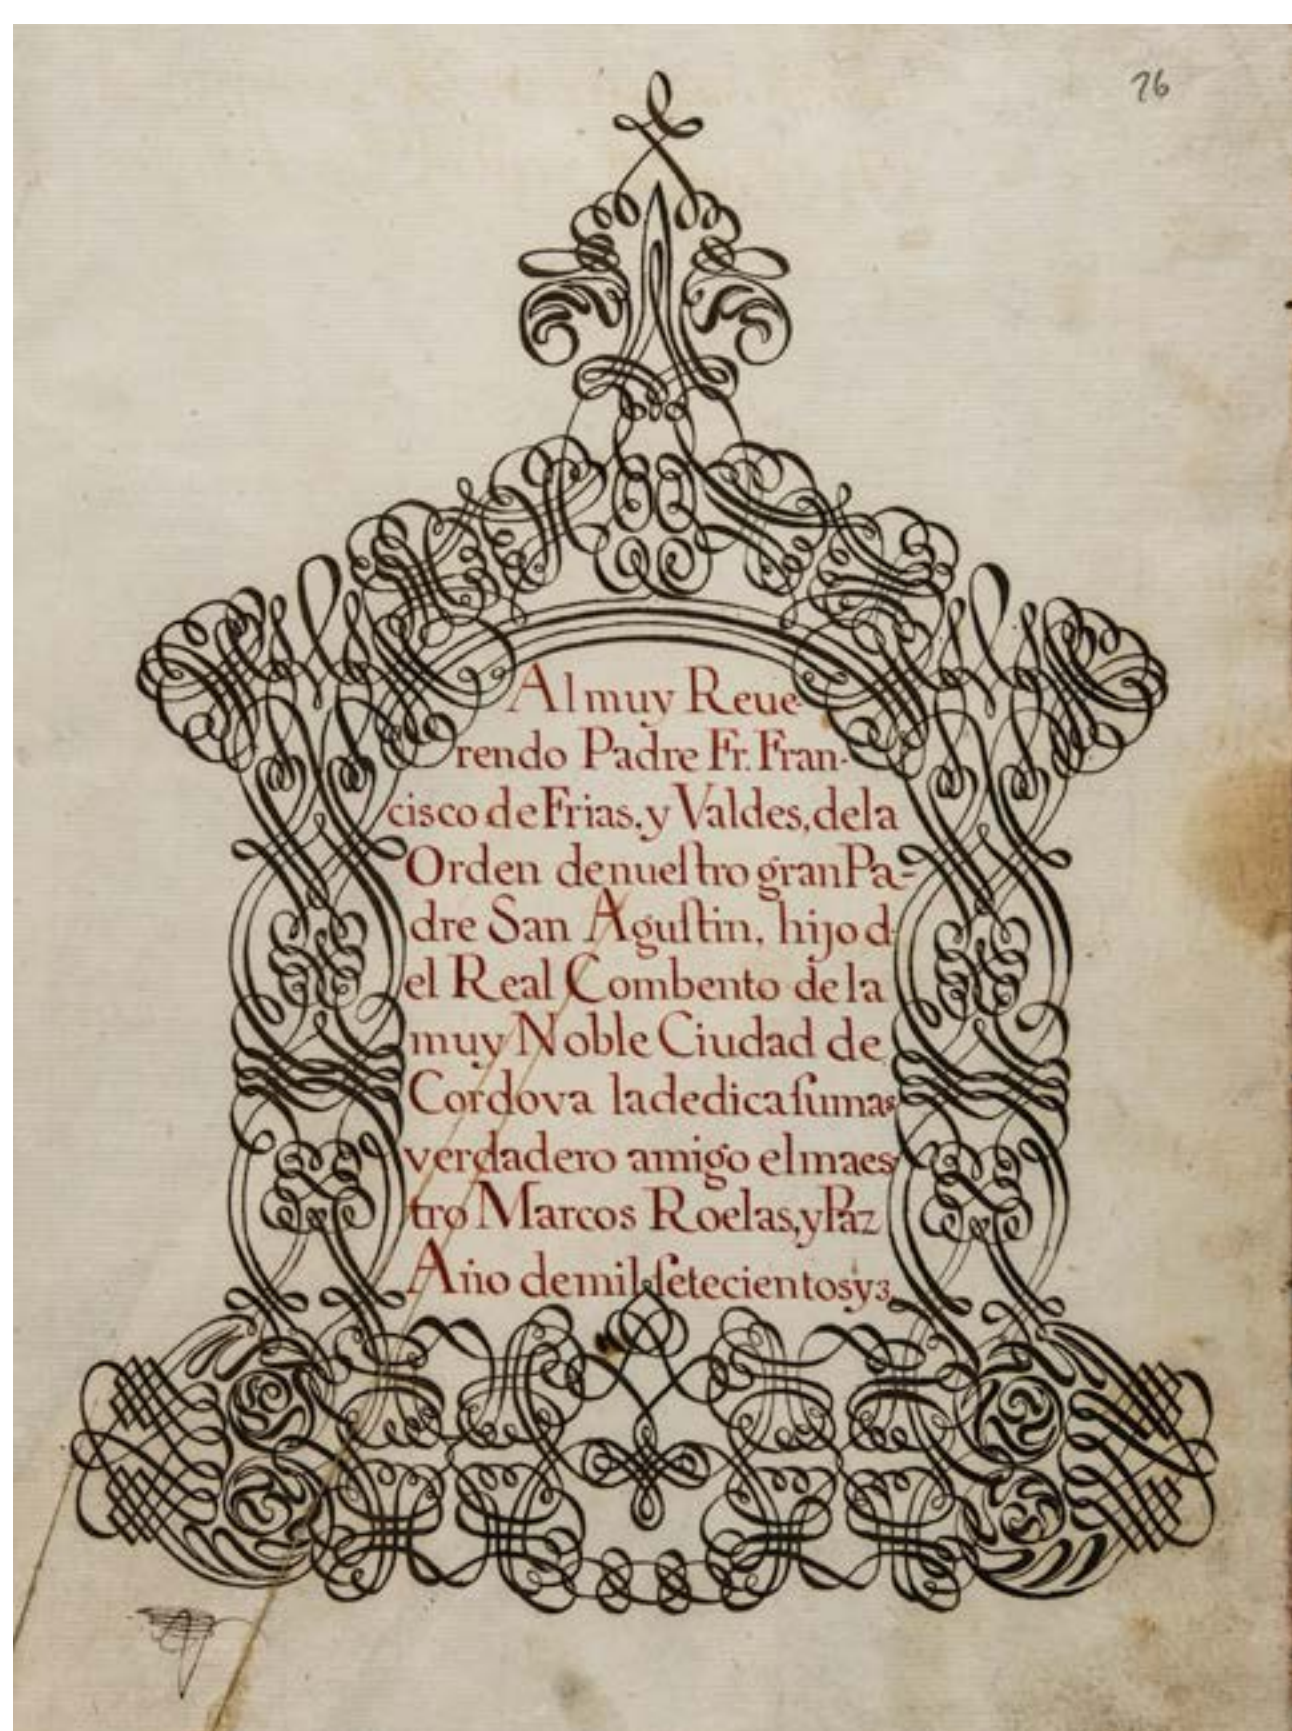 76
Al muy Reue-
rendo Padre Fr. Fran-
cisco de Frias, y Valdes, dela
Orden de nueſtro gran Pa-
dre San Aguſtin, hijo d-
el Real Combento de la
muy Noble Ciudad de
Cordova la dedica ſu mas
verdadero amigo el maes-
tro Marcos Roelas, y Paz
Año de mil ſetecientos y 3